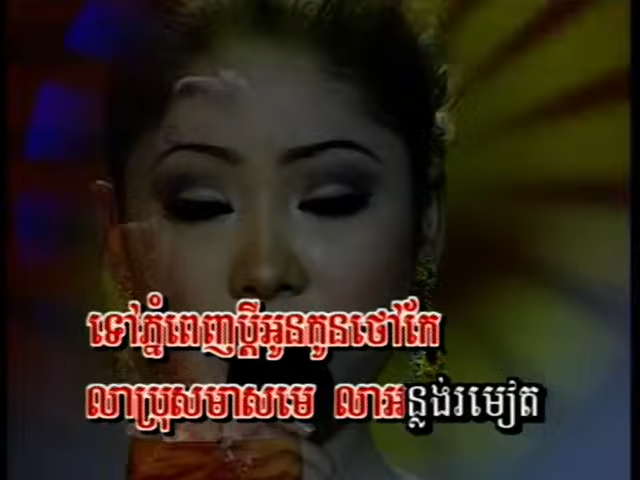 ទៅភ្នំពេញប្ដីអូនកូនថៅកែ
លាប្រុសមាសមេ លាអន្លង់រមៀត